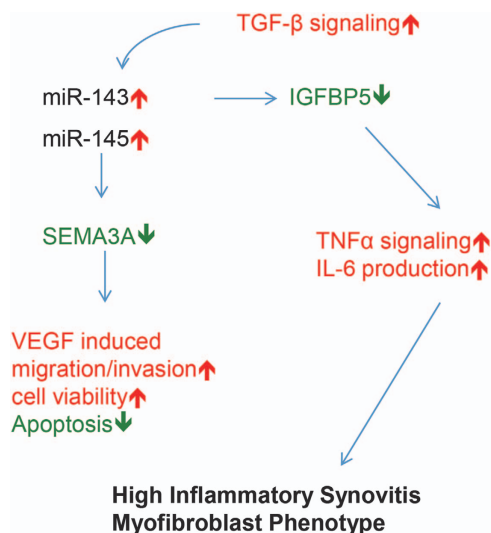 TGF-β signaling↑
miR-143↑
IGFBP5↓
miR-145↑
SEMA3A↓
TNFα signaling↑
IL-6 production↑
VEGF induced
migration/invasion↑
cell viability↑
Apoptosis↓
High Inflammatory Synovitis
Myofibroblast Phenotype